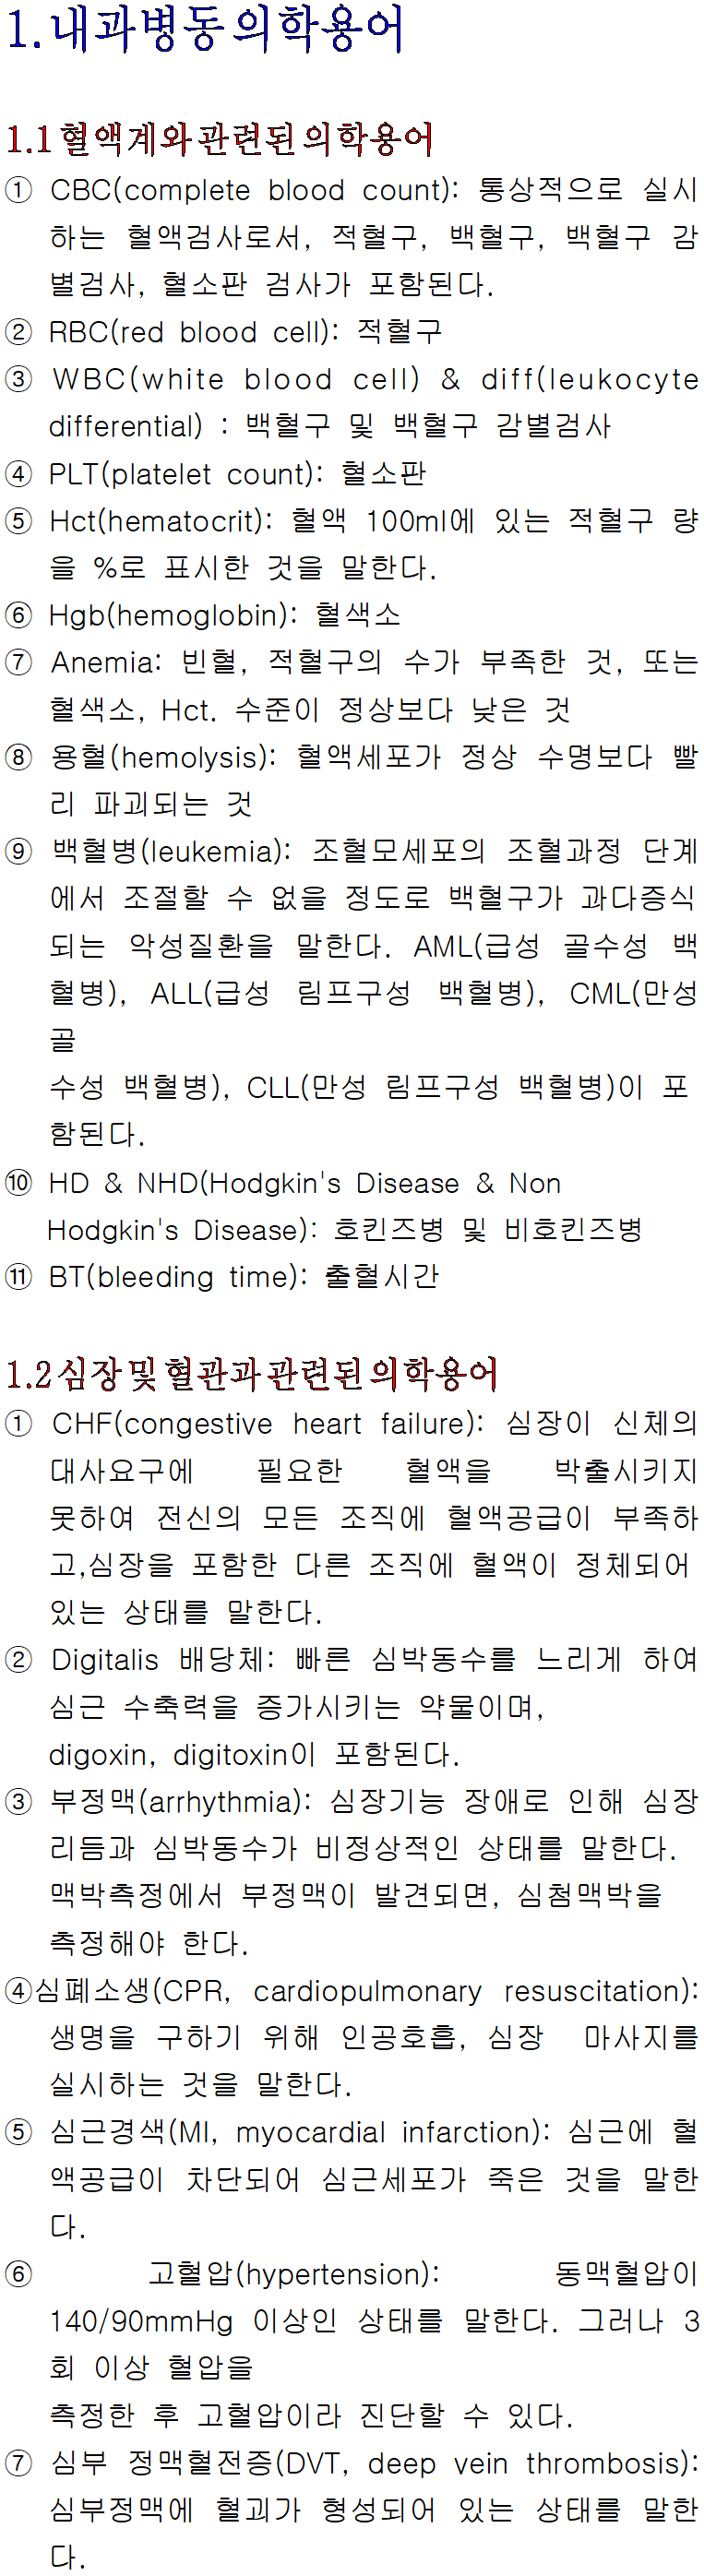 1. 내과병동 의학용어
1.1 혈액계와 관련된 의학용어
① CBC(complete blood count): 통상적으로 실시
하는 혈액검사로서, 적혈구, 백혈구, 백혈구 감
별검사, 혈소판 검사가 포함된다.
② RBC(red blood cell): 적혈구
③ WBC(white blood cell) & diff(leukocyte
differential) : 백혈구 및 백혈구 감별검사
④ PLT(platelet count): 혈소판
⑤ Hct(hematocrit): 혈액 100ml에 있는 적혈구 량
을 %로 표시한 것을 말한다.
⑥ Hgb(hemoglobin): 혈색소
⑦ Anemia: 빈혈, 적혈구의 수가 부족한 것, 또는
혈색소, Hct. 수준이 정상보다 낮은 것
⑧ 용혈(hemolysis): 혈액세포가 정상 수명보다 빨
리 파괴되는 것
⑨ 백혈병(leukemia): 조혈모세포의 조혈과정 단계
에서 조절할 수 없을 정도로 백혈구가 과다증식
되는 악성질환을 말한다. AML(급성 골수성 백
혈병), ALL(급성 림프구성 백혈병), CML(만성
골
수성 백혈병), CLL(만성 림프구성 백혈병)이 포
함된다.
⑩ HD & NHD(Hodgkin's Disease & Non
Hodgkin's Disease): 호킨즈병 및 비호킨즈병
⑪ BT(bleeding time): 출혈시간
1.2 심장 및 혈관과 관련된 의학용어
① CHF(congestive heart failure): 심장이 신체의
대사요구에 필요한 혈액을 박출시키지
못하여 전신의 모든 조직에 혈액공급이 부족하
고,심장을 포함한 다른 조직에 혈액이 정체되어
있는 상태를 말한다.
② Digitalis 배당체: 빠른 심박동수를 느리게 하여
심근 수축력을 증가시키는 약물이며,
digoxin, digitoxin이 포함된다.
③ 부정맥(arrhythmia): 심장기능 장애로 인해 심장
리듬과 심박동수가 비정상적인 상태를 말한다.
맥박측정에서 부정맥이 발견되면, 심첨맥박을
측정해야 한다.
④심폐소생(CPR, cardiopulmonary resuscitation):
생명을 구하기 위해 인공호흡, 심장 마사지를
실시하는 것을 말한다.
⑤ 심근경색(MI, myocardial infarction): 심근에 혈
액공급이 차단되어 심근세포가 죽은 것을 말한
다.
⑥ 고혈압(hypertension): 동맥혈압이
140/90mmHg 이상인 상태를 말한다. 그러나 3
회 이상 혈압을
측정한 후 고혈압이라 진단할 수 있다.
⑦ 심부 정맥혈전증(DVT, deep vein thrombosis):
심부정맥에 혈괴가 형성되어 있는 상태를 말한
다.